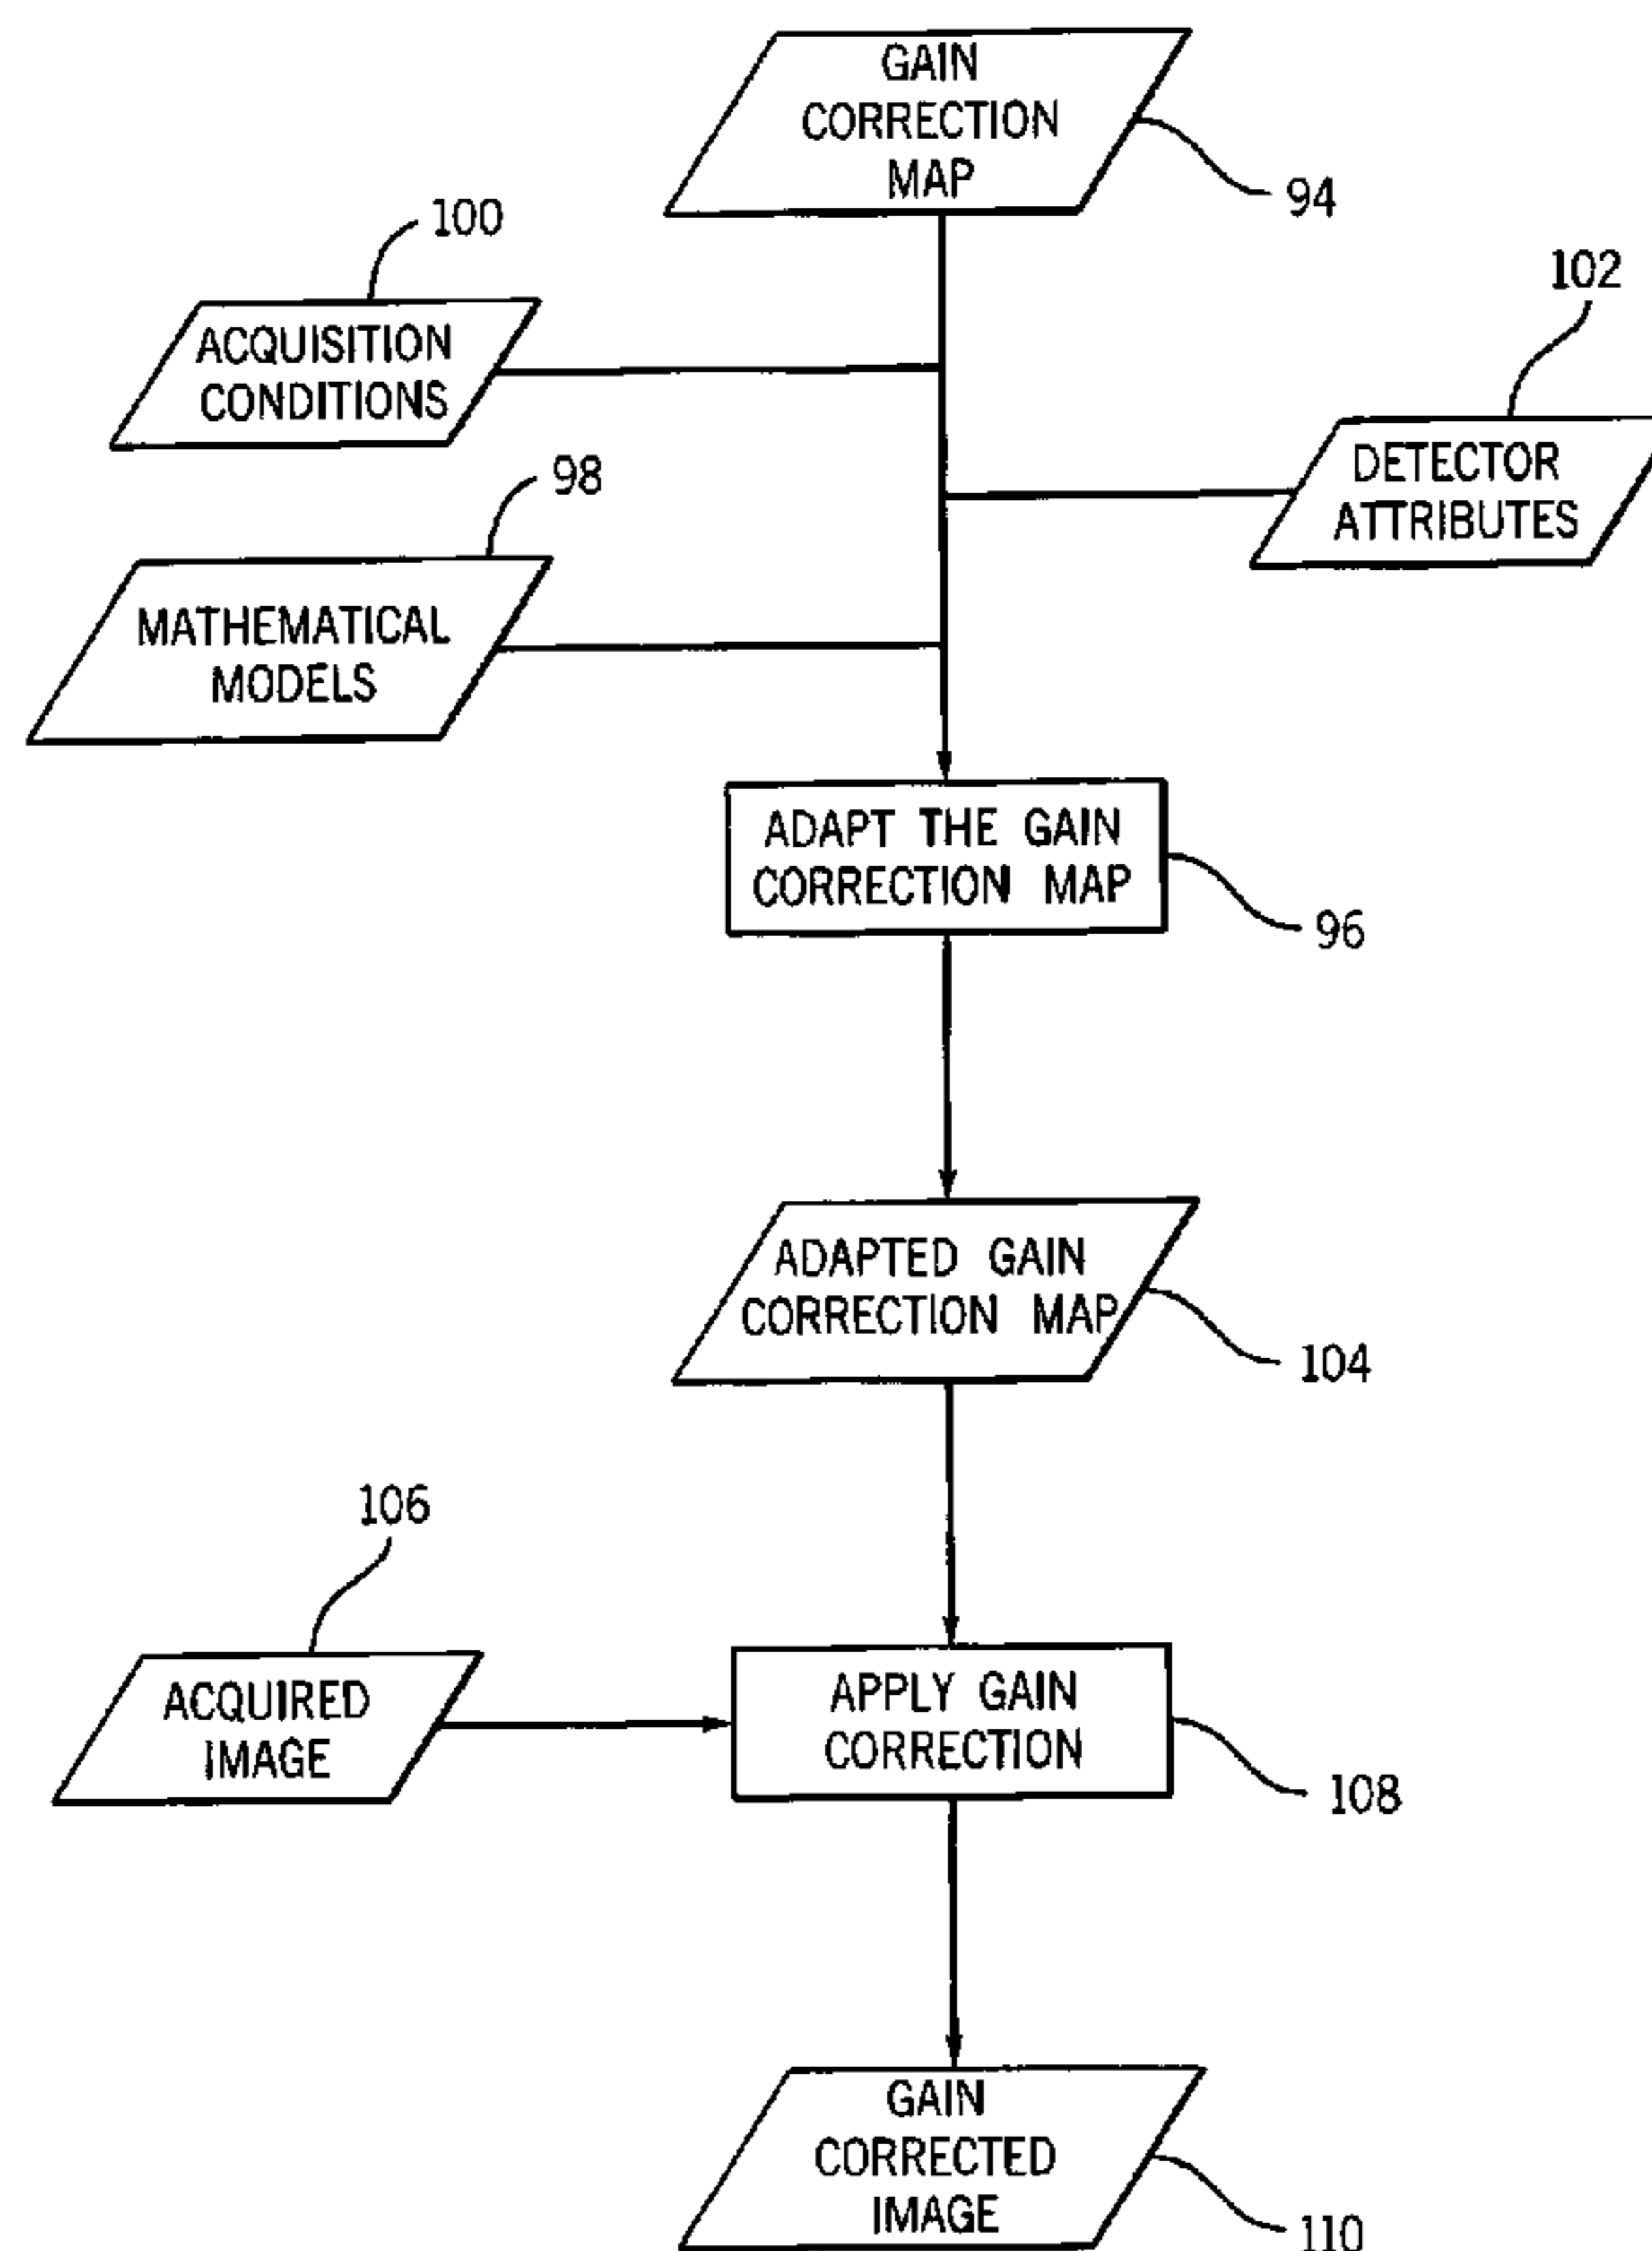 GAIN
CORRECTION
MAP
94
100
ACQUISITION
CONDITIONS
102
DETECTOR
ATTRIBUTES
98
MATHEMATICAL
MODELS
ADAPT THE GAIN
CORRECTION MAP
96
ADAPTED GAIN
CORRECTION MAP
104
106
ACQUIRED
IMAGE
APPLY GAIN
CORRECTION
108
GAIN
CORRECTED
IMAGE
110